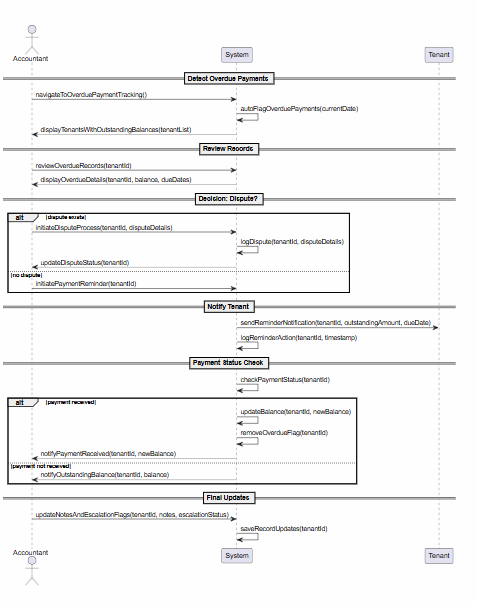 Accountant
System
Tenant
Detect Overdue Payments
navigateToOverduePaymentTracking()
autoFlagOverduePayments(currentDate)
displayTenantsWithOutstandingBalances(tenantList)
Review Records
reviewOverdueRecords(tenantId)
displayOverdueDetails(tenantId, balance, dueDates)
Decision: Dispute?
alt [dispute exists]
initiateDisputeProcess(tenantId, disputeDetails)
logDispute(tenantId, disputeDetails)
updateDisputeStatus(tenantId)
[no dispute]
initiatePaymentReminder(tenantId)
Notify Tenant
sendReminderNotification(tenantId, outstandingAmount, dueDate)
logReminderAction(tenantId, timestamp)
Payment Status Check
checkPaymentStatus(tenantId)
alt [payment received]
updateBalance(tenantId, newBalance)
removeOverdueFlag(tenantId)
notifyPaymentReceived(tenantId, newBalance)
[payment not received]
notifyOutstandingBalance(tenantId, balance)
Final Updates
updateNotesAndEscalationFlags(tenantId, notes, escalationStatus)
saveRecordUpdates(tenantId)
Accountant
System
Tenant